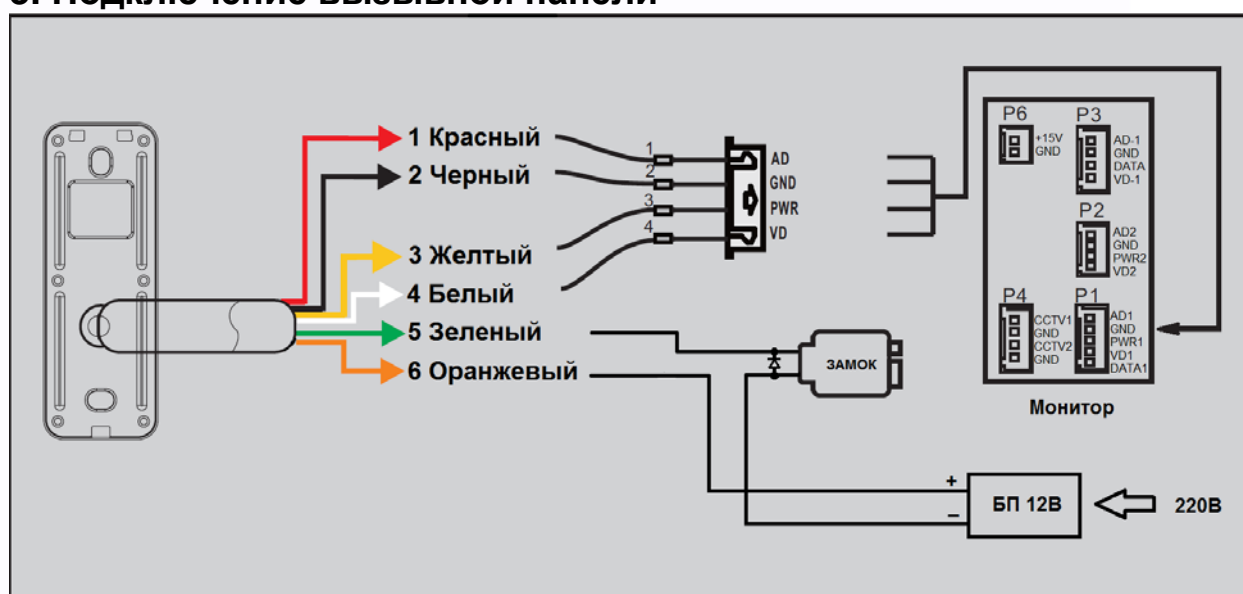 1 Красный
2 Черный
3 Желтый
4 Белый
5 Зеленый
6 Оранжевый
1
2
3
4
AD
GND
PWR
VD
ЗАМОК
P6
+15V
GND
P3
AD-1
GND
DATA
VD-1
P2
AD2
GND
PWR2
VD2
P4
CCTV1
GND
CCTV2
GND
P1
AD1
GND
PWR1
VD1
DATA1
Монитор
+
–
БП 12В
220В